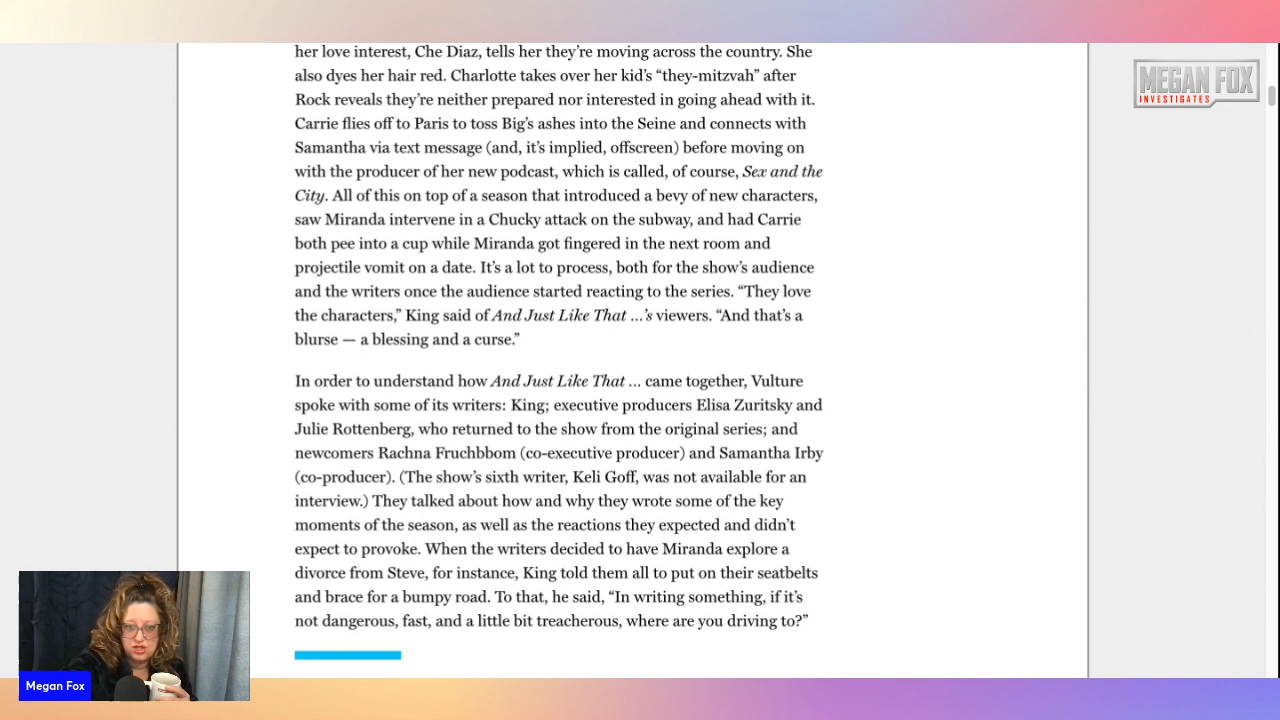 her love interest, Che Diaz, tells her they’re moving across the country. She
also dyes her hair red. Charlotte takes over her kid’s “they-mitzvah” after
Rock reveals they’re neither prepared nor interested in going ahead with it.
Carrie flies off to Paris to toss Big’s ashes into the Seine and connects with
Samantha via text message (and, it’s implied, offscreen) before moving on
with the producer of her new podcast, which is called, of course, Sex and the
City. All of this on top of a season that introduced a bevy of new characters,
saw Miranda intervene in a Chucky attack on the subway, and had Carrie
both pee into a cup while Miranda got fingered in the next room and
projectile vomit on a date. It’s a lot to process, both for the show’s audience
and the writers once the audience started reacting to the series. “They love
the characters,” King said of And Just Like That …’s viewers. “And that’s a
blurse — a blessing and a curse.”
In order to understand how And Just Like That … came together, Vulture
spoke with some of its writers: King; executive producers Elisa Zuritsky and
Julie Rottenberg, who returned to the show from the original series; and
newcomers Rachna Fruchbbom (co-executive producer) and Samantha Irby
(co-producer). (The show’s sixth writer, Keli Goff, was not available for an
interview.) They talked about how and why they wrote some of the key
moments of the season, as well as the reactions they expected and didn’t
expect to provoke. When the writers decided to have Miranda explore a
divorce from Steve, for instance, King told them all to put on their seatbelts
and brace for a bumpy road. To that, he said, “In writing something, if it’s
not dangerous, fast, and a little bit treacherous, where are you driving to?”
MEGAN FOX
INVESTIGATES
Megan Fox